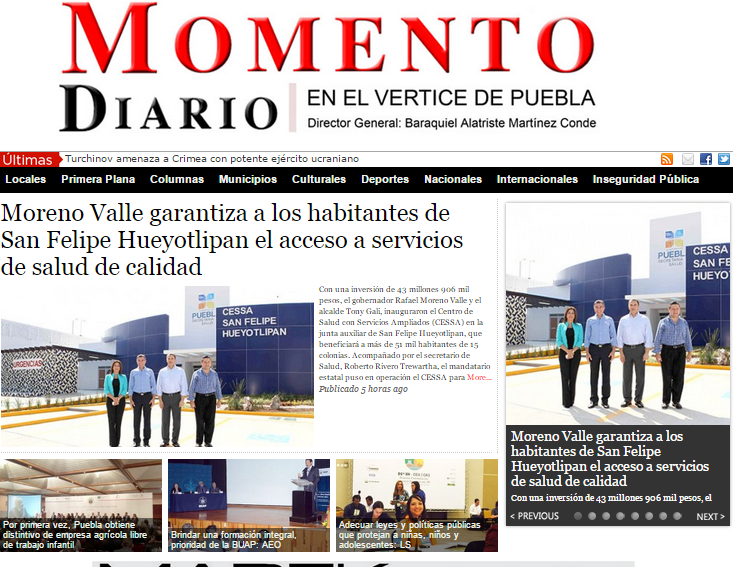 MOMENTO
DIARIO
EN EL VERTICE DE PUEBLA
Director General: Baraquiel Alatriste Martínez Conde
Últimas
Turchinov amenaza a Crimea con potente ejército ucraniano
Locales Primera Plana Columnas Municipios Culturales Deportes Nacionales Internacionales Inseguridad Pública
Moreno Valle garantiza a los habitantes de
San Felipe Hueyotlipan el acceso a servicios
de salud de calidad
PUEBL
CESSA
SAN FELIPE
HUEYOTLIPAN
URGENCIAS
Con una inversión de 43 millones 906 mil
pesos, el gobernador Rafael Moreno Valle y el
alcalde Tony Gali, inauguraron el Centro de
Salud con Servicios Ampliados (CESSA) en la
junta auxiliar de San Felipe Hueyotlipan, que
beneficiará a más de 51 mil habitantes de 15
colonias. Acompañado por el secretario de
Salud, Roberto Rivero Trewartha, el mandatario
estatal puso en operación el CESSA para More...
Publicado 5 horas ago
PUEBL
CESSA
SAN FE
HUEYOT
Moreno Valle garantiza a los
habitantes de San Felipe
Hueyotlipan el acceso a servicios
de salud de calidad
Con una inversión de 43 millones 906 mil pesos, el
< PREVIOUS
NEXT >
Por primera vez, Puebla obtiene
distintivo de empresa agrícola libre
de trabajo infantil
Brindar una formación integral,
prioridad de la BUAP: AEO
Adecuar leyes y políticas públicas
que protejan a niñas, niños y
adolescentes: LS